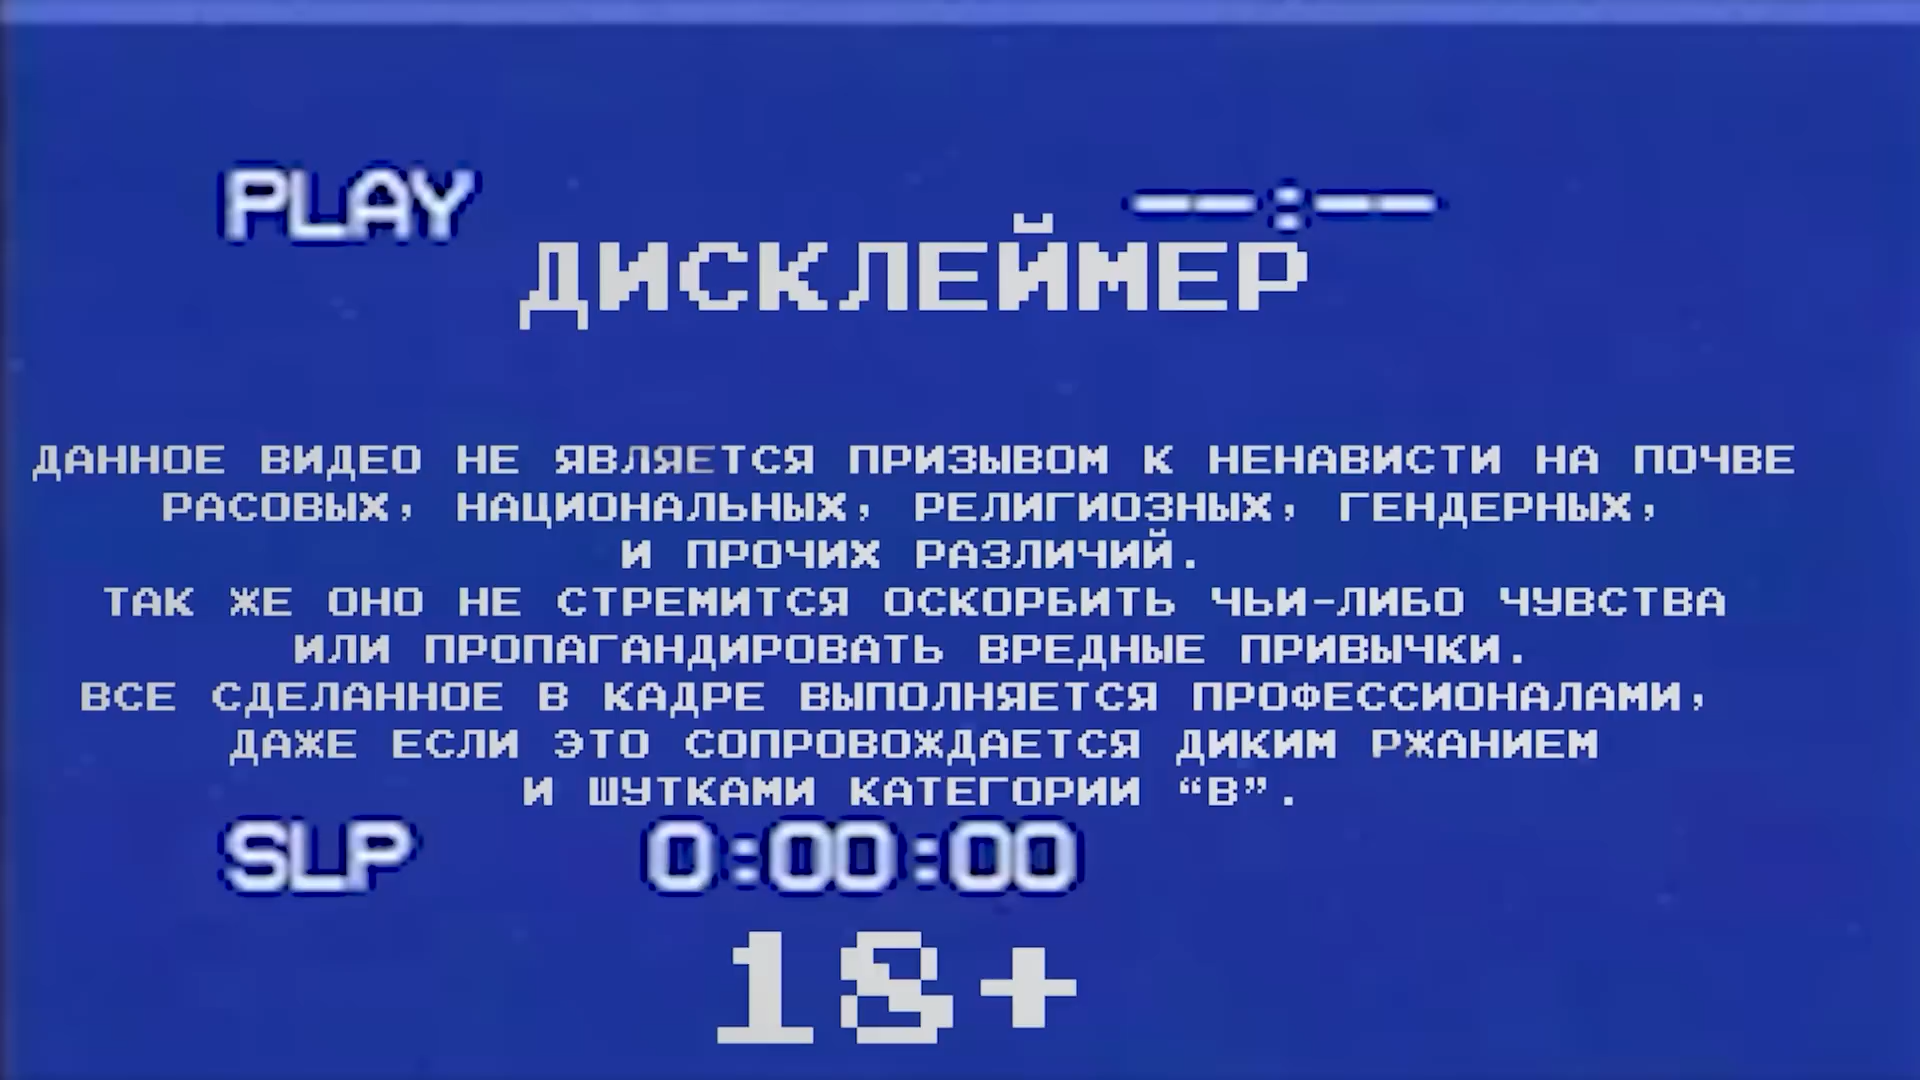 PLAY
--:--
ДИСКЛЕЙМЕР
ДАННОЕ ВИДЕО НЕ ЯВЛЯЕТСЯ ПРИЗЫВОМ К НЕНАВИСТИ НА ПОЧВЕ
РАСОВЫХ, НАЦИОНАЛЬНЫХ, РЕЛИГИОЗНЫХ, ГЕНДЕРНЫХ,
И ПРОЧИХ РАЗЛИЧИЙ.
ТАК ЖЕ ОНО НЕ СТРЕМИТСЯ ОСКОРБИТЬ ЧЬИ-ЛИБО ЧУВСТВА
ИЛИ ПРОПАГАНДИРОВАТЬ ВРЕДНЫЕ ПРИВЫЧКИ.
ВСЕ СДЕЛАННОЕ В КАДРЕ ВЫПОЛНЯЕТСЯ ПРОФЕССИОНАЛАМИ,
ДАЖЕ ЕСЛИ ЭТО СОПРОВОЖДАЕТСЯ ДИКИМ РЖАНИЕМ
И ШУТКАМИ КАТЕГОРИИ “В”.
SLP
0:00:00
18+